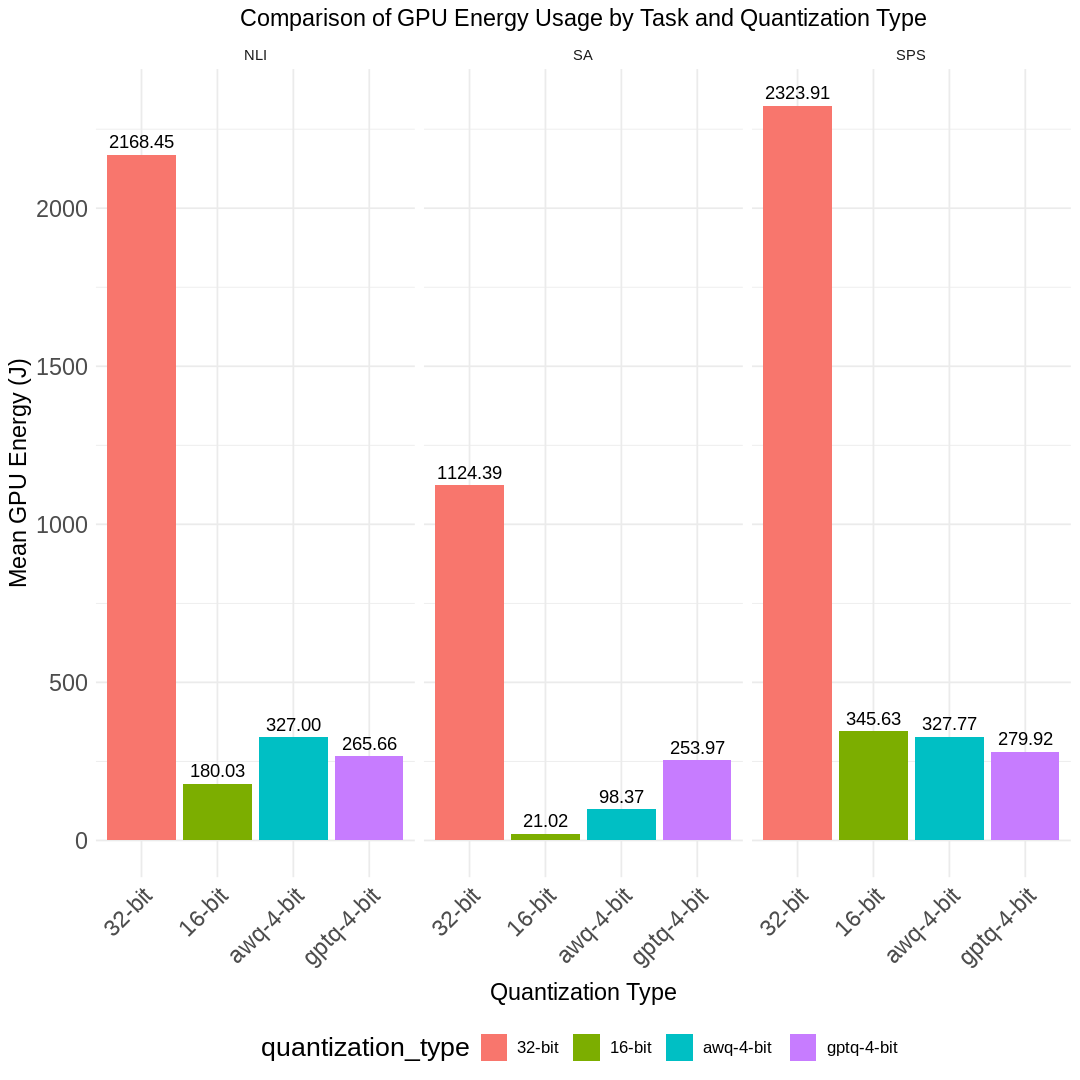 Comparison of GPU Energy Usage by Task and Quantization Type
NLI
SA
SPS
Mean GPU Energy (J)
2000
1500
1000
500
0
2168.45
180.03
327.00
265.66
1124.39
21.02
98.37
253.97
2323.91
345.63
327.77
279.92
32-bit
16-bit
awq-4-bit
gptq-4-bit
32-bit
16-bit
awq-4-bit
gptq-4-bit
32-bit
16-bit
awq-4-bit
gptq-4-bit
Quantization Type
quantization_type 32-bit 16-bit awq-4-bit gptq-4-bit